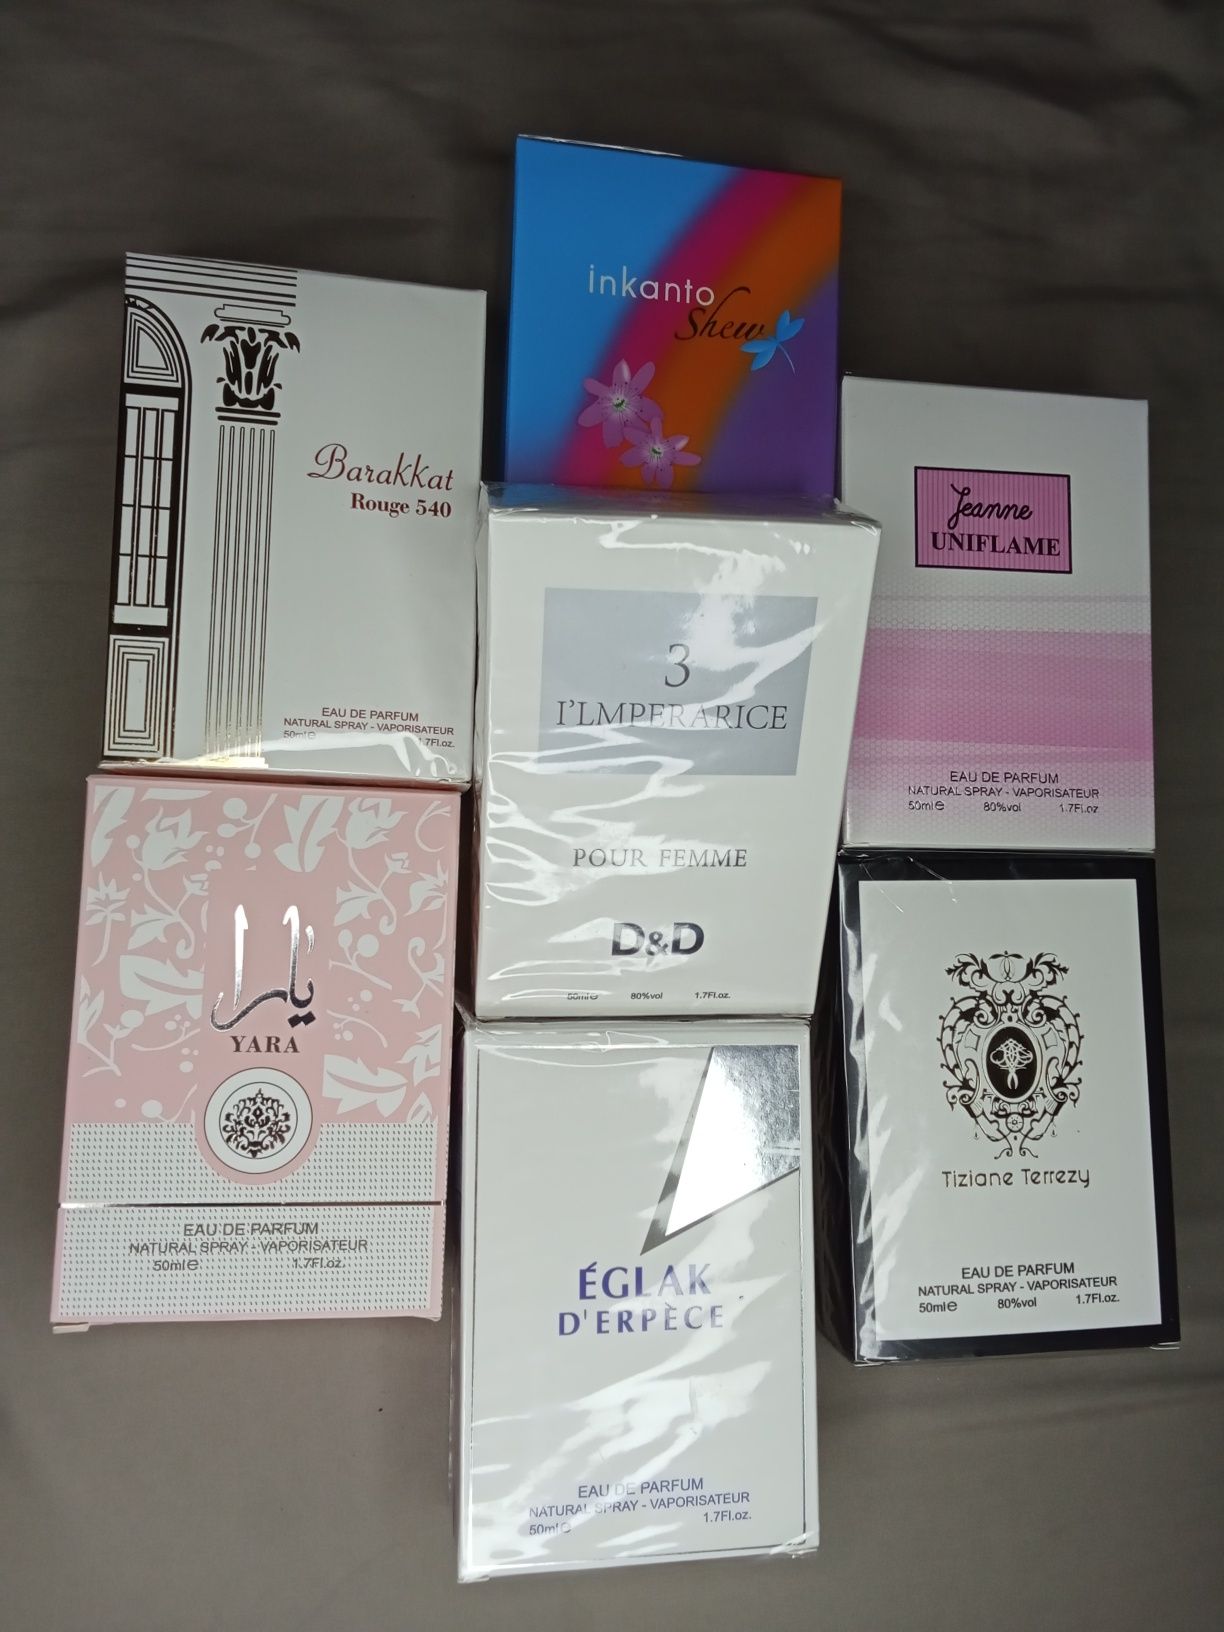 inkanto
Shew
Barakkat
Rouge 540
EAU DE PARFUM
NATURAL SPRAY - VAPORISATEUR
50ml e 1.7Fl.oz.
Jeanne
UNIFLAME
EAU DE PARFUM
NATURAL SPRAY - VAPORISATEUR
50ml e 80%vol 1.7Fl.oz
3
I'LMPERARICE
POUR FEMME
D&D
50ml e 80%vol 1.7Fl.oz.
يارا
YARA
EAU DE PARFUM
NATURAL SPRAY - VAPORISATEUR
50ml e 1.7Fl.oz.
Tiziane Terrezy
EAU DE PARFUM
NATURAL SPRAY - VAPORISATEUR
50ml e 80%vol 1.7Fl.oz.
ÉGLAK
D'ERPÈCE
EAU DE PARFUM
NATURAL SPRAY - VAPORISATEUR
50ml e 1.7Fl.oz.